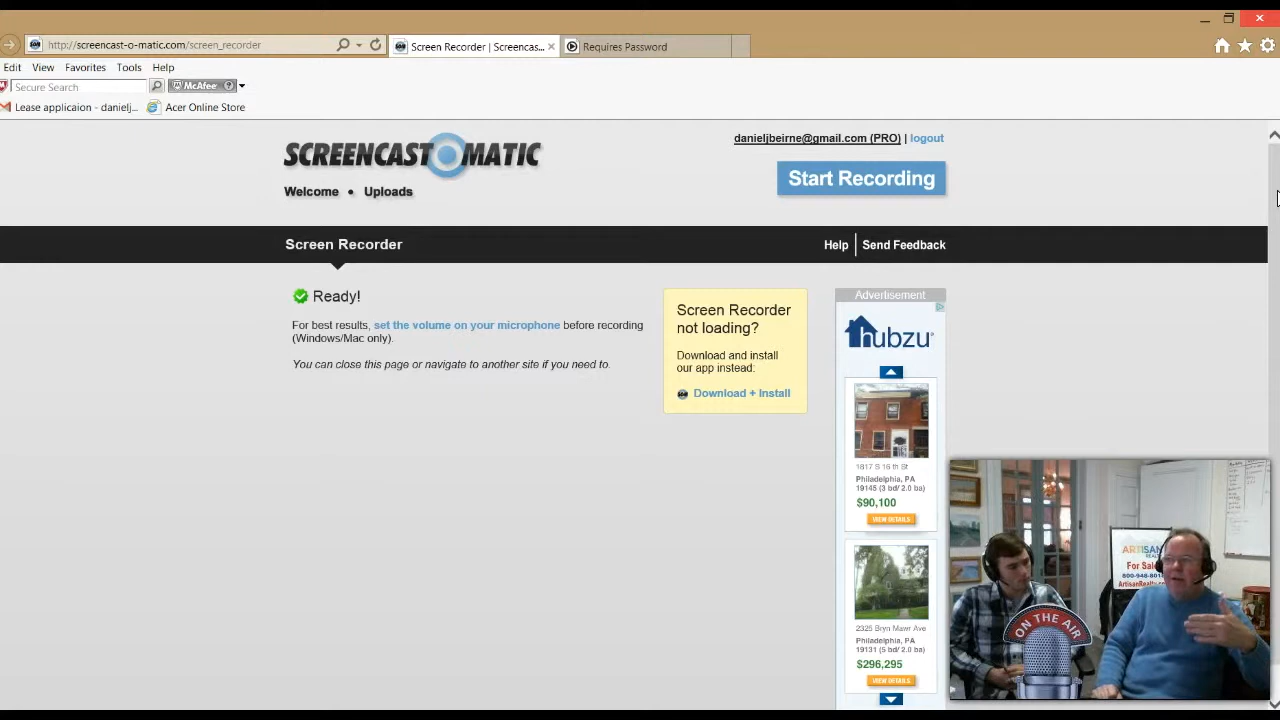 http://screencast-o-matic.com/screen_recorder
Screen Recorder | Screencas...
Requires Password
Edit View Favorites Tools Help
Secure Search
McAfee
Lease applicaion - danielj...
Acer Online Store
SCREENCAST O MATIC
danieljbeirne@gmail.com (PRO) | logout
Start Recording
Welcome • Uploads
Screen Recorder
Help
Send Feedback
Ready!
For best results, set the volume on your microphone before recording
(Windows/Mac only).
You can close this page or navigate to another site if you need to.
Screen Recorder
not loading?
Download and install
our app instead:
Download + Install
Advertisement
hubzu
1817 S 16 th St
Philadelphia, PA
19145 (3 bd/ 2.0 ba)
$90,100
VIEW DETAILS
2325 Bryn Mawr Ave
Philadelphia, PA
19131 (5 bd/ 2.0 ba)
$296,295
VIEW DETAILS
ARTISAN
For Sale
ON THE AIR